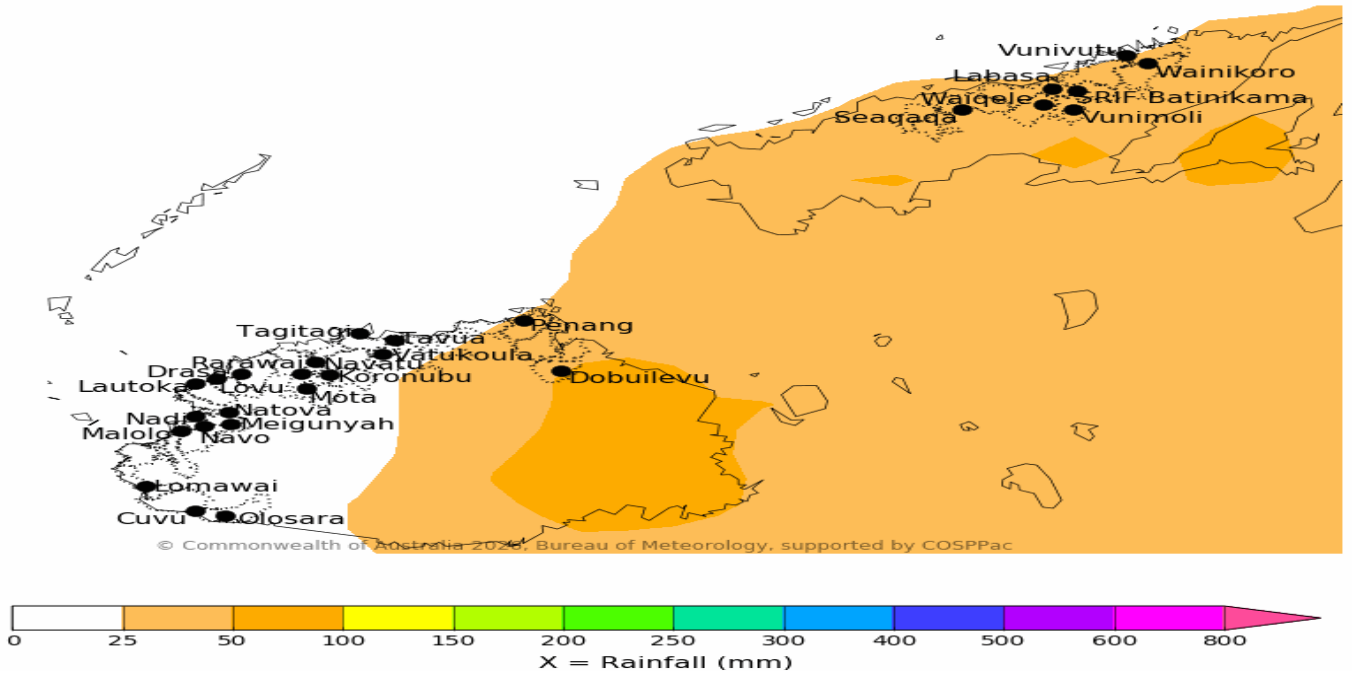 Vunivutu
Wainikoro
Labasa
Waiqele
SRIF Batinikama
Seaqaqa
Vunimoli
Tagitagi
Tavua
Penang
Rarawai
Navatu
Vatukoula
Drasa
Lautoka
Lovu
Koronubu
Dobuilevu
Mota
Natova
Nadi
Meigunyah
Malolo
Navo
Lomawai
Cuvu
Olosara
© Commonwealth of Australia, Bureau of Meteorology, supported by COSPPac
0 25 50 100 150 200 250 300 400 500 600 800
X = Rainfall (mm)